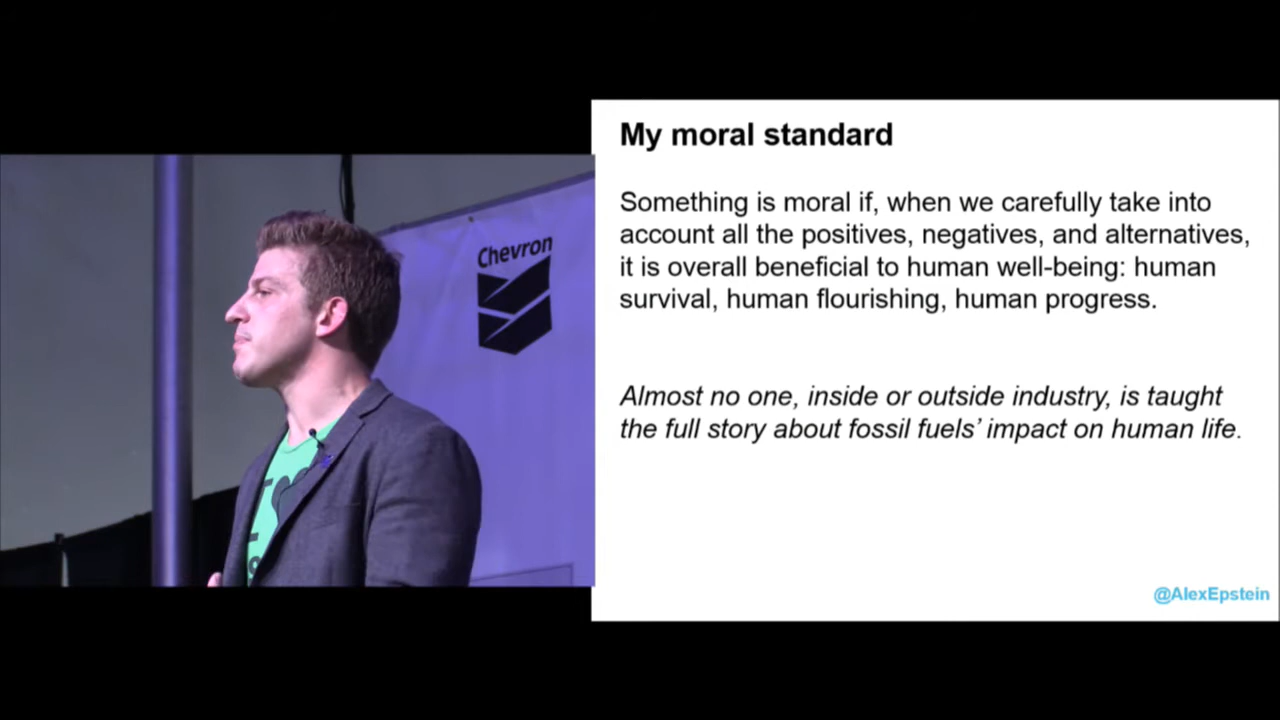 Chevron
My moral standard
Something is moral if, when we carefully take into
account all the positives, negatives, and alternatives,
it is overall beneficial to human well-being: human
survival, human flourishing, human progress.
Almost no one, inside or outside industry, is taught
the full story about fossil fuels’ impact on human life.
@AlexEpstein